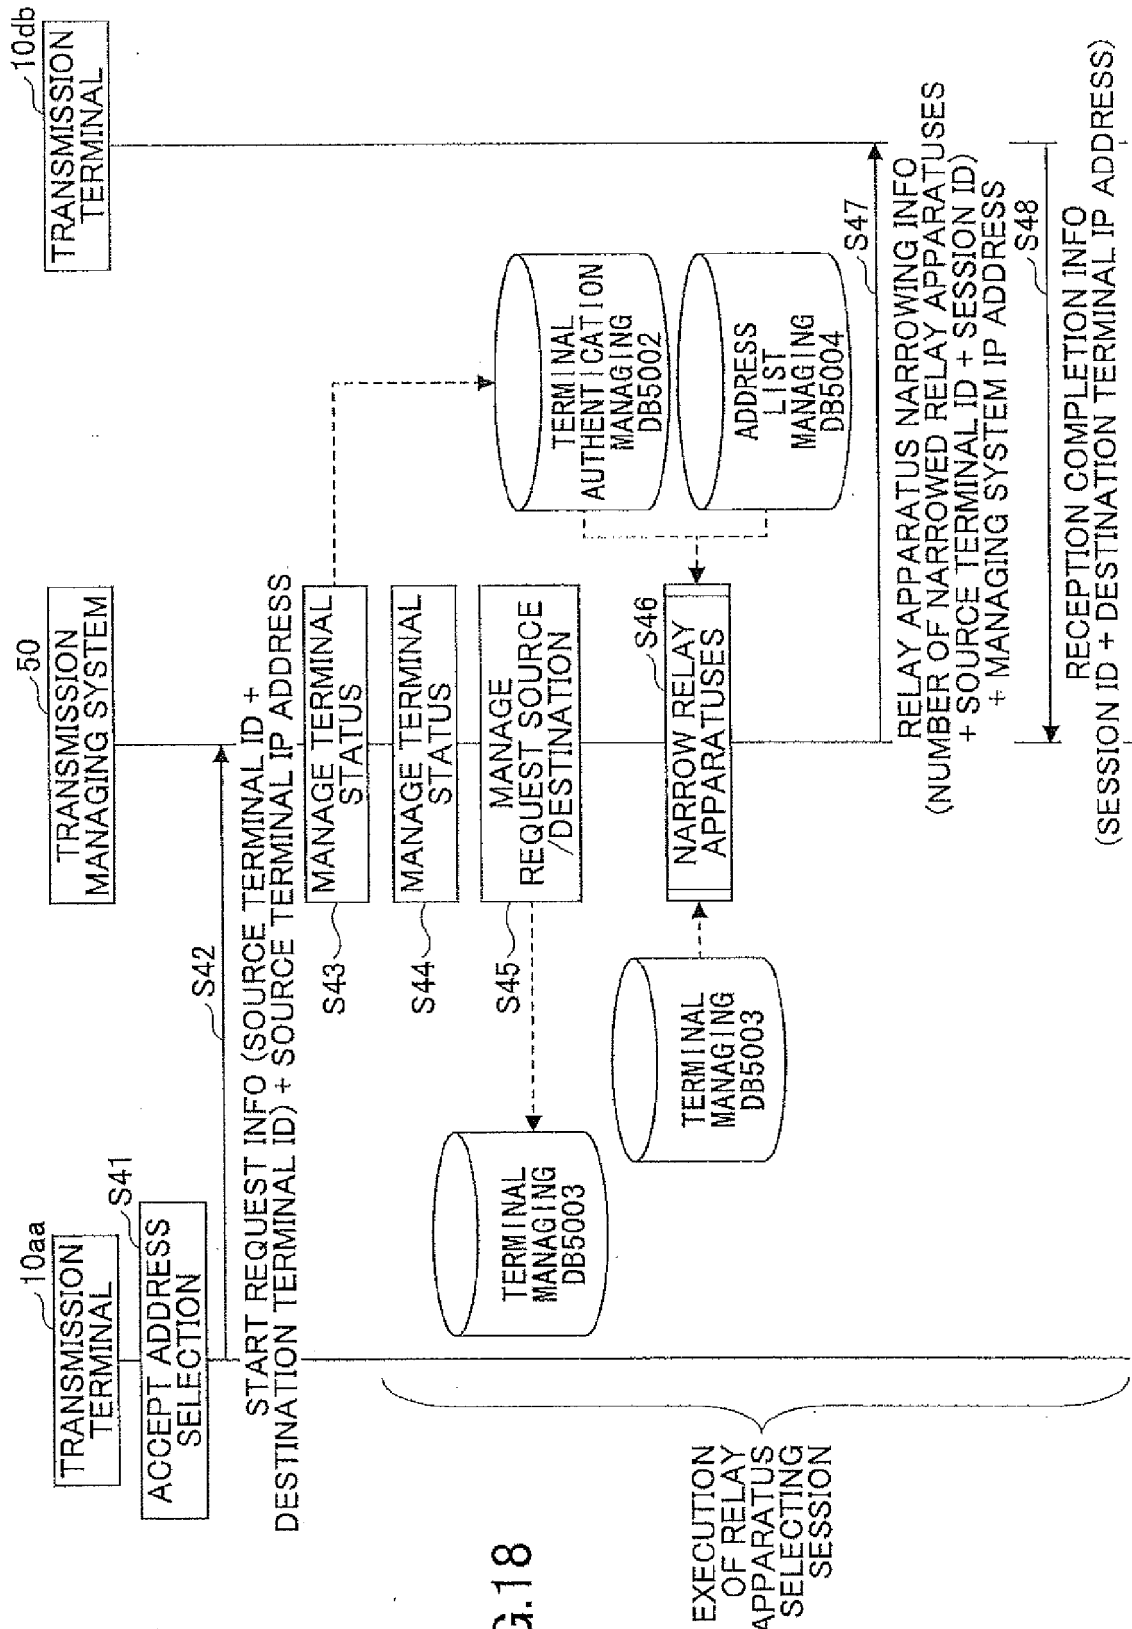 10aa
TRANSMISSION
TERMINAL
50
TRANSMISSION
MANAGING SYSTEM
10db
TRANSMISSION
TERMINAL
S41
ACCEPT ADDRESS
SELECTION
S42
START REQUEST INFO (SOURCE TERMINAL ID +
DESTINATION TERMINAL ID) + SOURCE TERMINAL IP ADDRESS
S43
MANAGE TERMINAL
STATUS
S44
MANAGE TERMINAL
STATUS
S45
MANAGE
REQUEST SOURCE
/DESTINATION
TERMINAL
MANAGING
DB5003
TERMINAL
AUTHENTICATION
MANAGING
DB5002
TERMINAL
MANAGING
DB5003
S46
NARROW RELAY
APPARATUSES
ADDRESS
LIST
MANAGING
DB5004
S47
RELAY APPARATUS NARROWING INFO
(NUMBER OF NARROWED RELAY APPARATUSES
+ SOURCE TERMINAL ID + SESSION ID)
+ MANAGING SYSTEM IP ADDRESS
S48
RECEPTION COMPLETION INFO
(SESSION ID + DESTINATION TERMINAL IP ADDRESS)
EXECUTION
OF RELAY
APPARATUS
SELECTING
SESSION
G.18